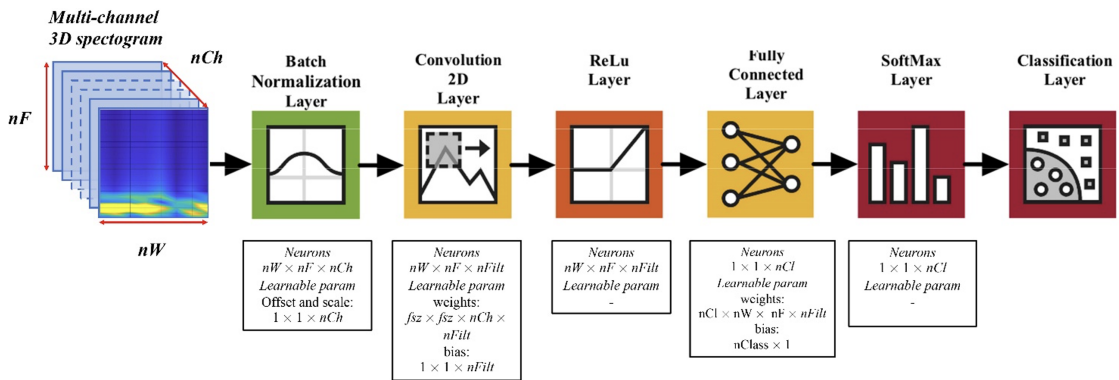 Multi-channel
3D spectogram
nCh
nF
nW
Batch
Normalization
Layer
Convolution
2D
Layer
ReLu
Layer
Fully
Connected
Layer
SoftMax
Layer
Classification
Layer
Neurons
nW × nF × nCh
Learnable param
Offset and scale:
1 × 1 × nCh
Neurons
nW × nF × nFilt
Learnable param
weights:
fsz × fsz × nCh ×
nFilt
bias:
1 × 1 × nFilt
Neurons
nW × nF × nFilt
Learnable param
-
Neurons
1 × 1 × nCl
Learnable param
weights:
nCl × nW × nF × nFilt
bias:
nClass × 1
Neurons
1 × 1 × nCl
Learnable param
-